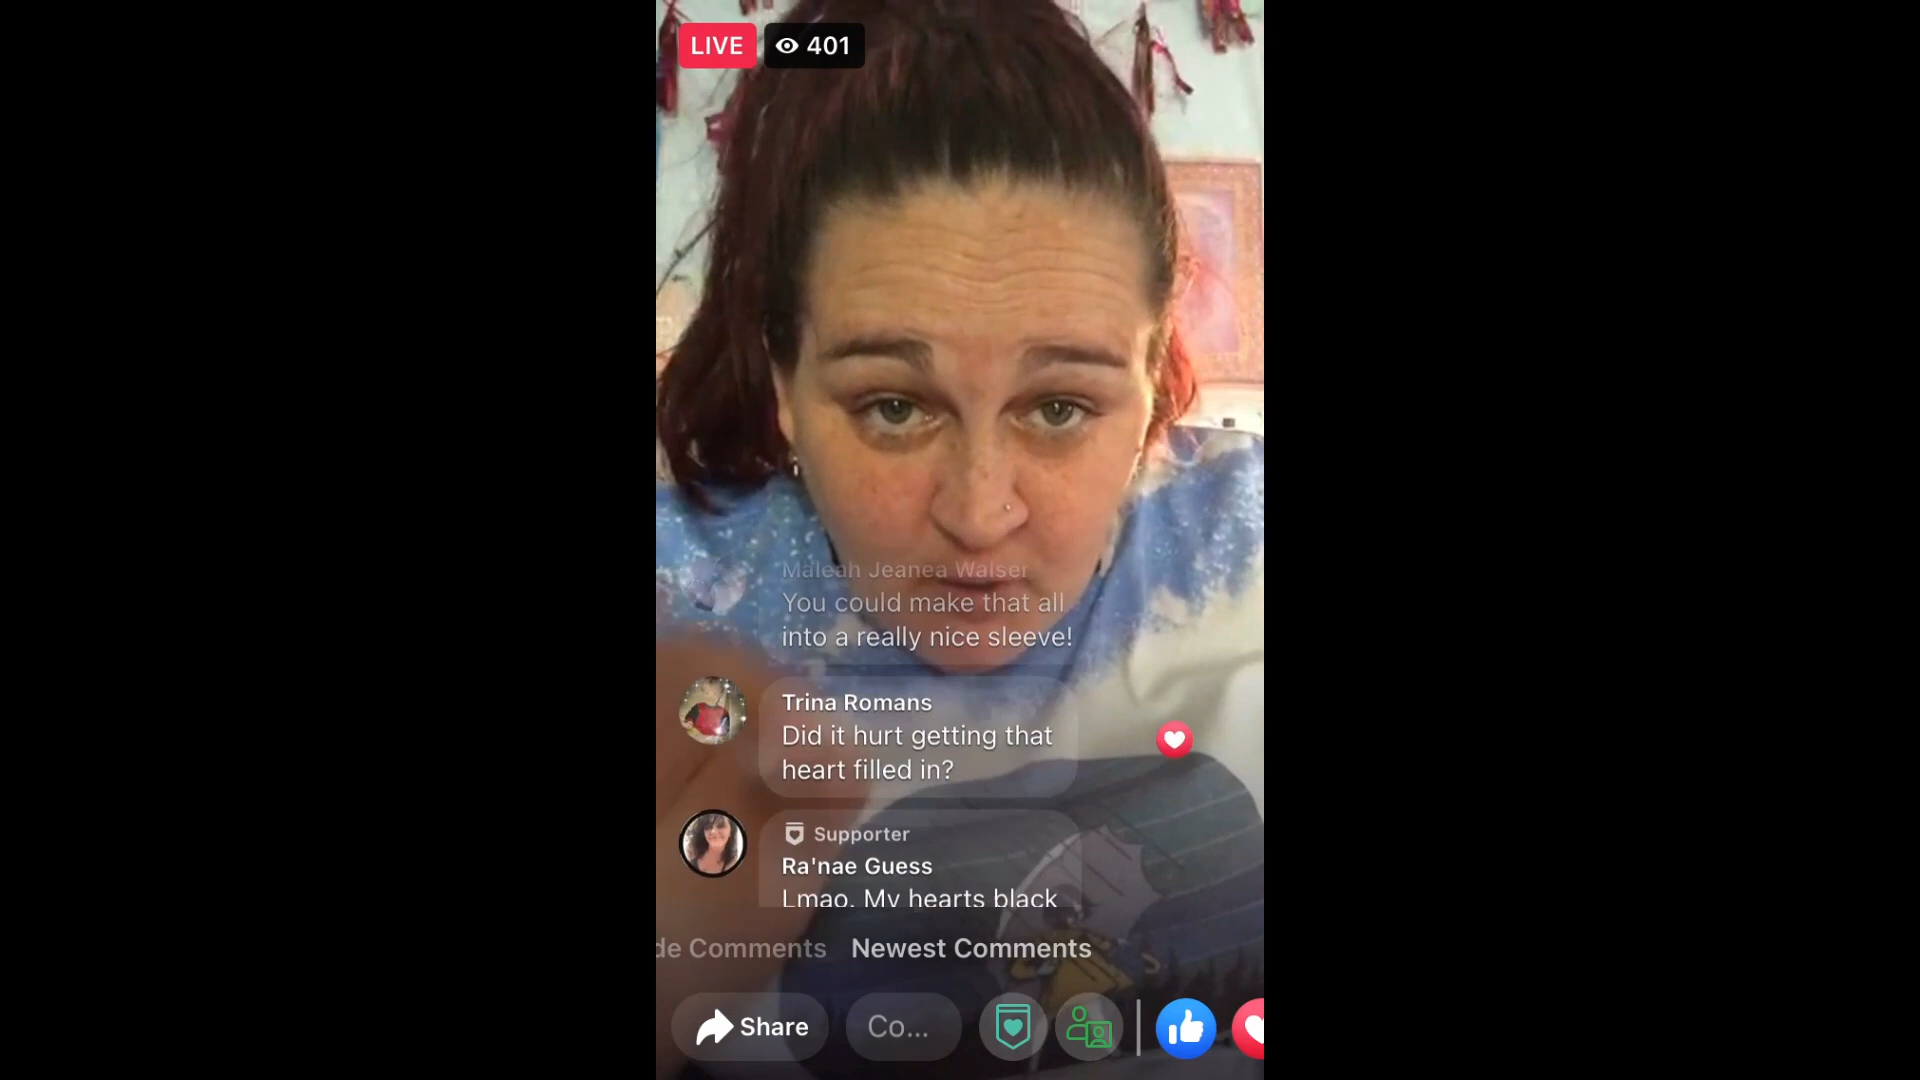 LIVE
401
Maleah Jeanea Walser
You could make that all
into a really nice sleeve!
Trina Romans
Did it hurt getting that
heart filled in?
Supporter
Ra'nae Guess
Lmao. My hearts black
de Comments Newest Comments
Share Co...